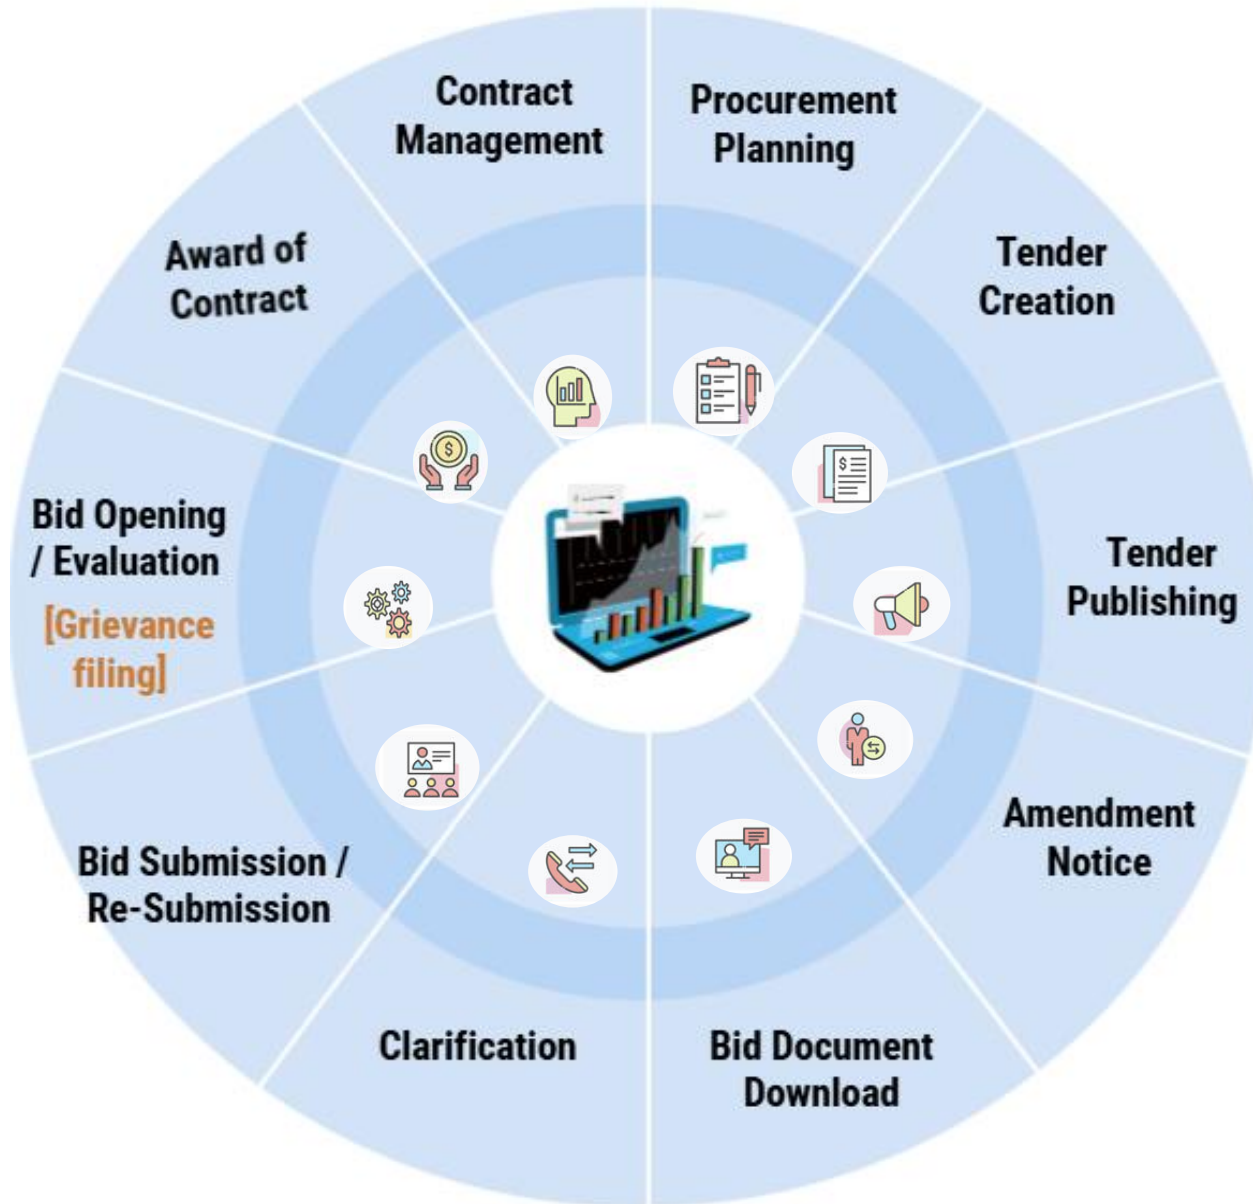 Contract
Management
Procurement
Planning
Tender
Creation
Tender
Publishing
Amendment
Notice
Bid Document
Download
Clarification
Bid Submission /
Re-Submission
Bid Opening
/ Evaluation
[Grievance
filing]
Award of
Contract
$
$